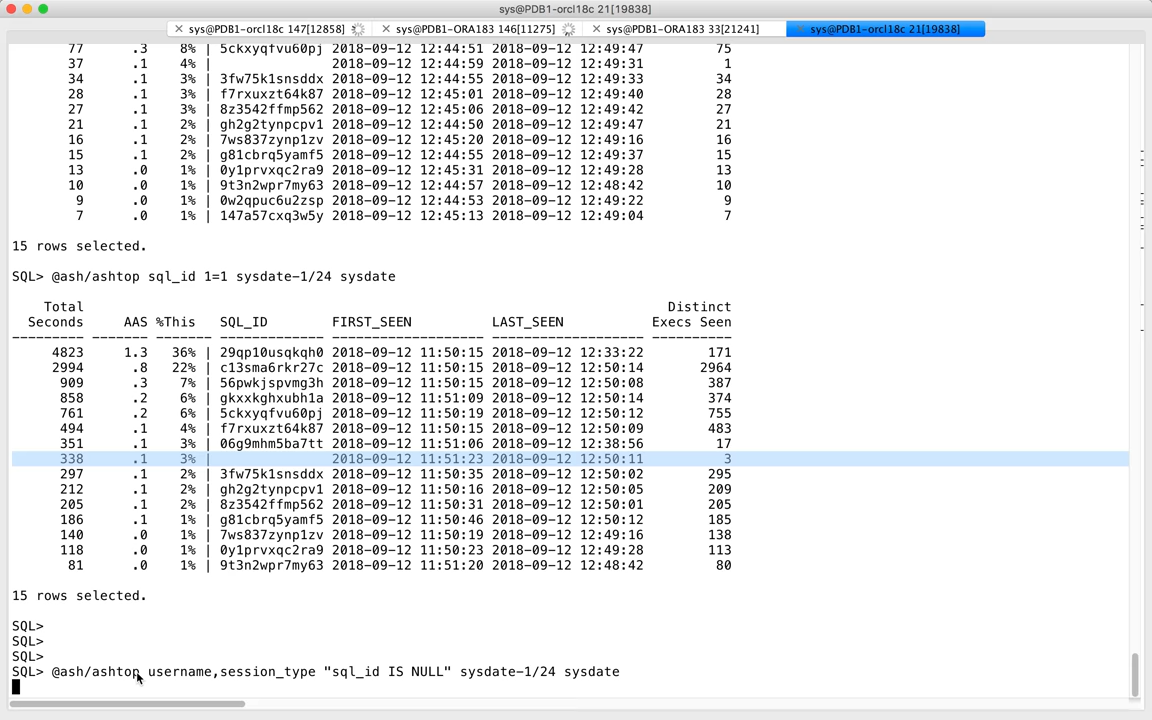 sys@PDB1-orcl18c 21[19838]
sys@PDB1-orcl18c 147[12858] sys@PDB1-ORA183 146[11275] sys@PDB1-ORA183 33[21241] sys@PDB1-orcl18c 21[19838]
77 .3 8% | 5ckxyqfvu60pj 2018-09-12 12:44:51 2018-09-12 12:49:47 75
37 .1 4% | 2018-09-12 12:44:59 2018-09-12 12:49:31 1
34 .1 3% | 3fw75k1snsddx 2018-09-12 12:44:55 2018-09-12 12:49:33 34
28 .1 3% | f7rxuxzt64k87 2018-09-12 12:45:01 2018-09-12 12:49:40 28
27 .1 3% | 8z3542ffmp562 2018-09-12 12:45:06 2018-09-12 12:49:42 27
21 .1 2% | gh2g2tynpcpv1 2018-09-12 12:44:50 2018-09-12 12:49:47 21
16 .1 2% | 7ws837zynp1zv 2018-09-12 12:45:20 2018-09-12 12:49:16 16
15 .1 2% | g81cbrq5yamf5 2018-09-12 12:44:55 2018-09-12 12:49:37 15
13 .0 1% | 0y1prvxqc2ra9 2018-09-12 12:45:31 2018-09-12 12:49:28 13
10 .0 1% | 9t3n2wpr7my63 2018-09-12 12:44:57 2018-09-12 12:48:42 10
9 .0 1% | 0w2qpuc6u2zsp 2018-09-12 12:44:53 2018-09-12 12:49:22 9
7 .0 1% | 147a57cxq3w5y 2018-09-12 12:45:13 2018-09-12 12:49:04 7
15 rows selected.
SQL> @ash/ashtop sql_id 1=1 sysdate-1/24 sysdate
Total Distinct
Seconds AAS %This SQL_ID FIRST_SEEN LAST_SEEN Execs Seen
--------- ------- ------- ------------------- ------------------- ------------------- ----------
4823 1.3 36% | 29qp10usqkqh0 2018-09-12 11:50:15 2018-09-12 12:33:22 171
2994 .8 22% | c13sma6rkr27c 2018-09-12 11:50:15 2018-09-12 12:50:14 2964
909 .3 7% | 56pwkjspvmg3h 2018-09-12 11:50:15 2018-09-12 12:50:08 387
858 .2 6% | gkxxkghxubh1a 2018-09-12 11:51:09 2018-09-12 12:50:14 374
761 .2 6% | 5ckxyqfvu60pj 2018-09-12 11:50:19 2018-09-12 12:50:12 755
494 .1 4% | f7rxuxzt64k87 2018-09-12 11:50:15 2018-09-12 12:50:09 483
351 .1 3% | 06g9mhm5ba7tt 2018-09-12 11:51:06 2018-09-12 12:38:56 17
338 .1 3% | 2018-09-12 11:51:23 2018-09-12 12:50:11 3
297 .1 2% | 3fw75k1snsddx 2018-09-12 11:50:35 2018-09-12 12:50:02 295
212 .1 2% | gh2g2tynpcpv1 2018-09-12 11:50:16 2018-09-12 12:50:05 209
205 .1 2% | 8z3542ffmp562 2018-09-12 11:50:31 2018-09-12 12:50:01 205
186 .1 1% | g81cbrq5yamf5 2018-09-12 11:50:46 2018-09-12 12:50:12 185
140 .0 1% | 7ws837zynp1zv 2018-09-12 11:50:19 2018-09-12 12:49:16 138
118 .0 1% | 0y1prvxqc2ra9 2018-09-12 11:50:23 2018-09-12 12:49:28 113
81 .0 1% | 9t3n2wpr7my63 2018-09-12 11:51:20 2018-09-12 12:48:42 80
15 rows selected.
SQL>
SQL>
SQL>
SQL> @ash/ashtop username,session_type "sql_id IS NULL" sysdate-1/24 sysdate